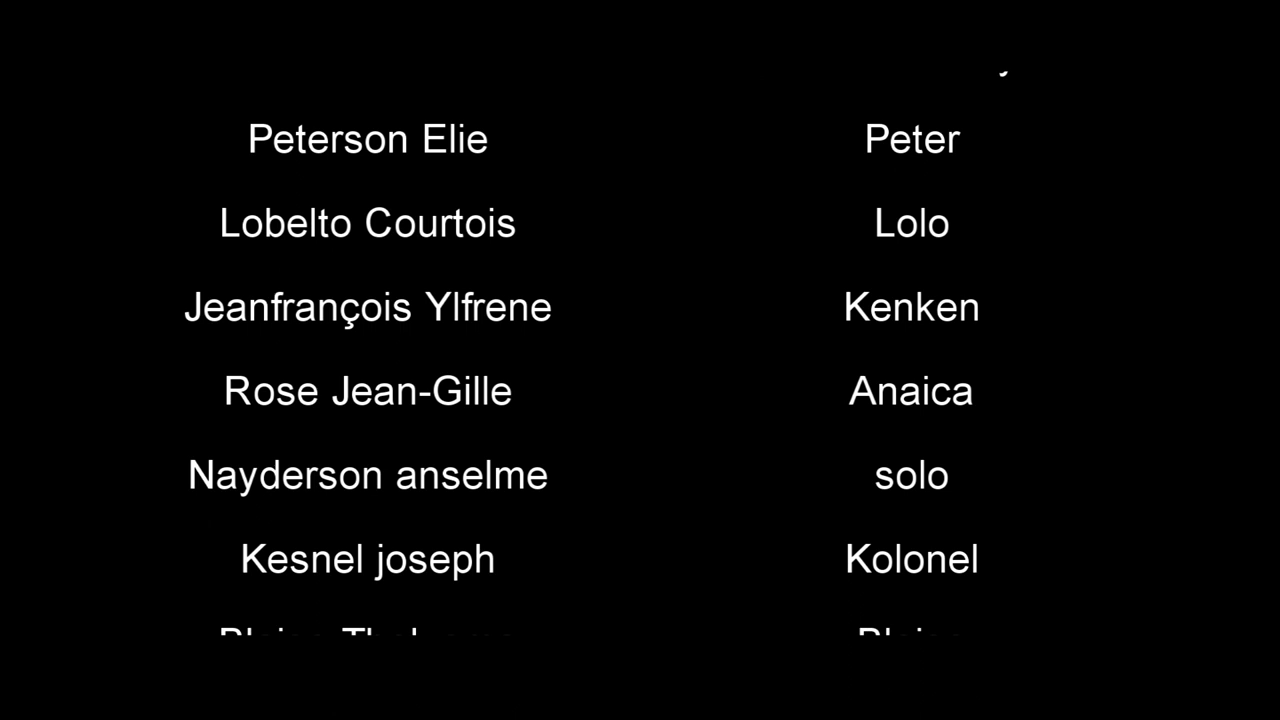 Peterson Elie Peter
Lobelto Courtois Lolo
Jeanfrançois Ylfrene Kenken
Rose Jean-Gille Anaica
Nayderson anselme solo
Kesnel joseph Kolonel